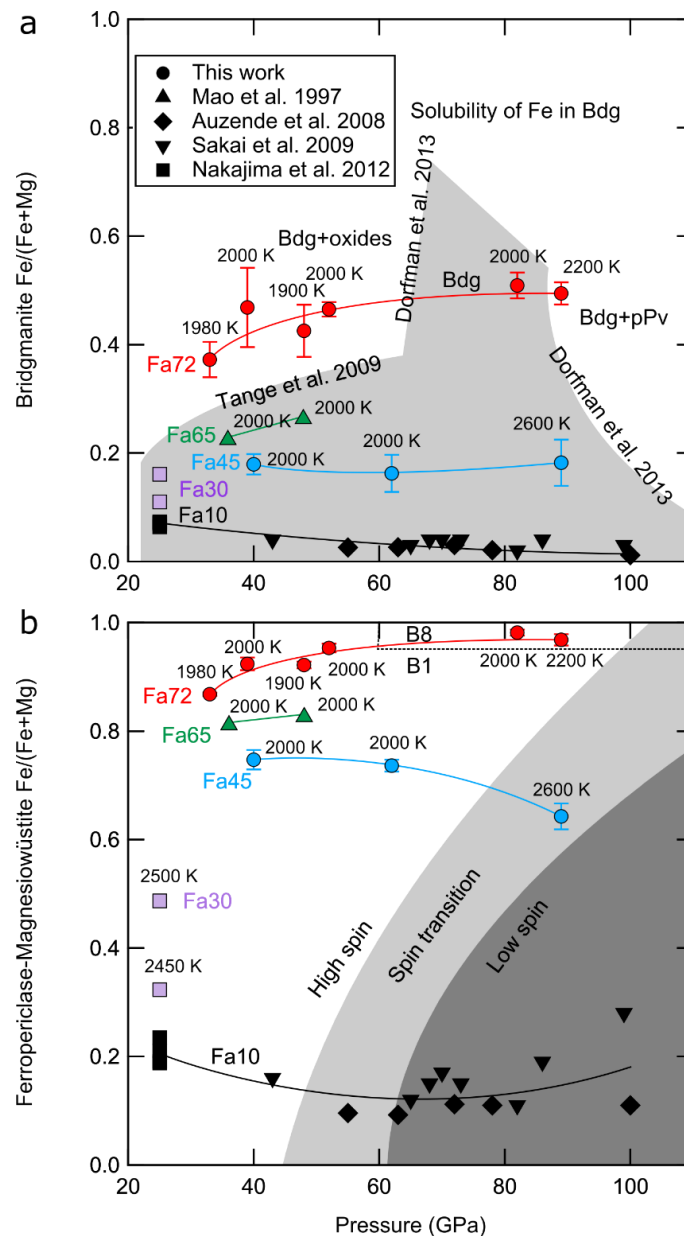 a
1.0
0.8
0.6
0.4
0.2
0.0
Bridgmanite Fe/(Fe+Mg)
This work
Mao et al. 1997
Auzende et al. 2008
Sakai et al. 2009
Nakajima et al. 2012
Solubility of Fe in Bdg
Dorfman et al. 2013
Bdg+oxides
2000 K
2000 K
1900 K
1980 K
Bdg
2000 K
2200 K
Bdg+pPv
Fa72
Tange et al. 2009
Dorfman et al. 2013
2000 K
2000 K
Fa65
Fa45
2000 K
2000 K
2600 K
Fa30
Fa10
20
40
60
80
100
b
1.0
0.8
0.6
0.4
0.2
0.0
Ferropericlase-Magnesiowüstite Fe/(Fe+Mg)
B8
B1
2000 K
1980 K
1900 K
2000 K
2000 K
2200 K
Fa72
2000 K
2000 K
Fa65
2000 K
2000 K
Fa45
2600 K
2500 K
Fa30
2450 K
High spin
Spin transition
Low spin
Fa10
20
40
60
80
100
Pressure (GPa)